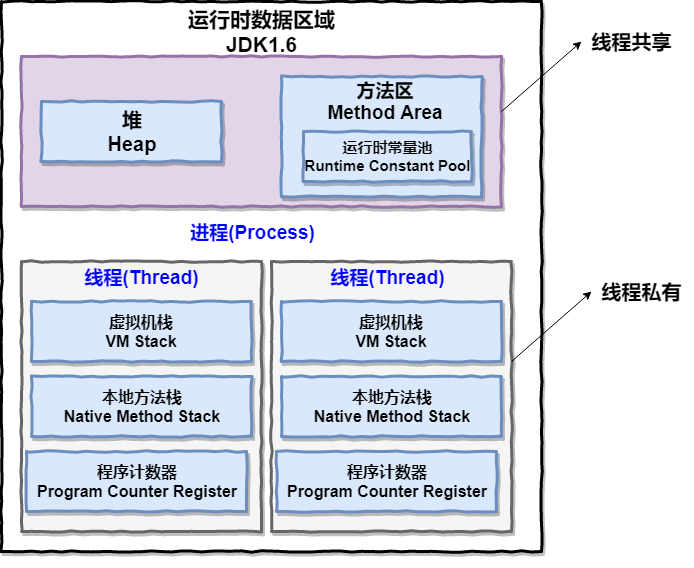 运行时数据区域
JDK1.6
线程共享
堆
Heap
方法区
Method Area
运行时常量池
Runtime Constant Pool
进程(Process)
线程(Thread)
线程(Thread)
线程私有
虚拟机栈
VM Stack
虚拟机栈
VM Stack
本地方法栈
Native Method Stack
本地方法栈
Native Method Stack
程序计数器
Program Counter Register
程序计数器
Program Counter Register